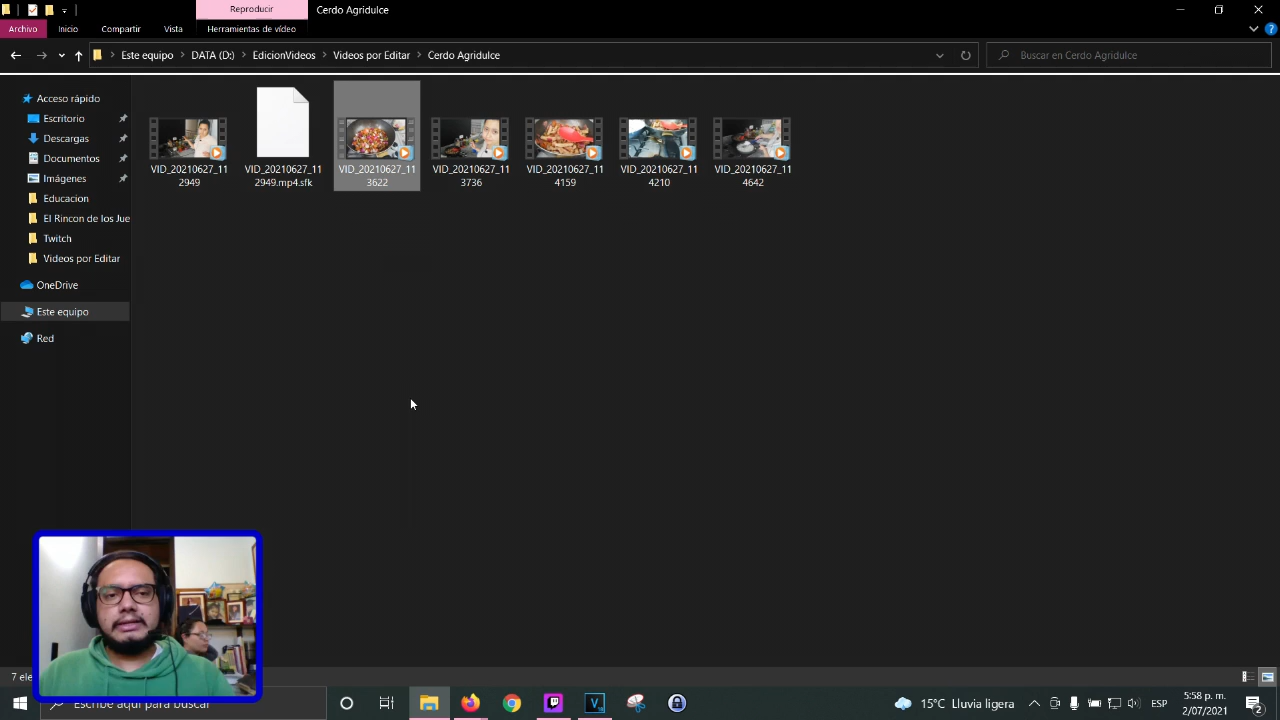 Reproducir
Cerdo Agridulce
Archivo
Inicio
Compartir
Vista
Herramientas de vídeo
Este equipo
DATA (D:)
EdicionVideos
Videos por Editar
Cerdo Agridulce
Buscar en Cerdo Agridulce
Acceso rápido
Escritorio
Descargas
Documentos
Imágenes
Educacion
El Rincon de los Jue
Twitch
Videos por Editar
OneDrive
Este equipo
Red
VID_20210627_11
2949
VID_20210627_11
2949.mp4.sfk
VID_20210627_11
3622
VID_20210627_11
3736
VID_20210627_11
4159
VID_20210627_11
4210
VID_20210627_11
4642
7 ele
Escribe aquí para buscar
15°C Lluvia ligera
ESP
5:58 p. m.
2/07/2021
2